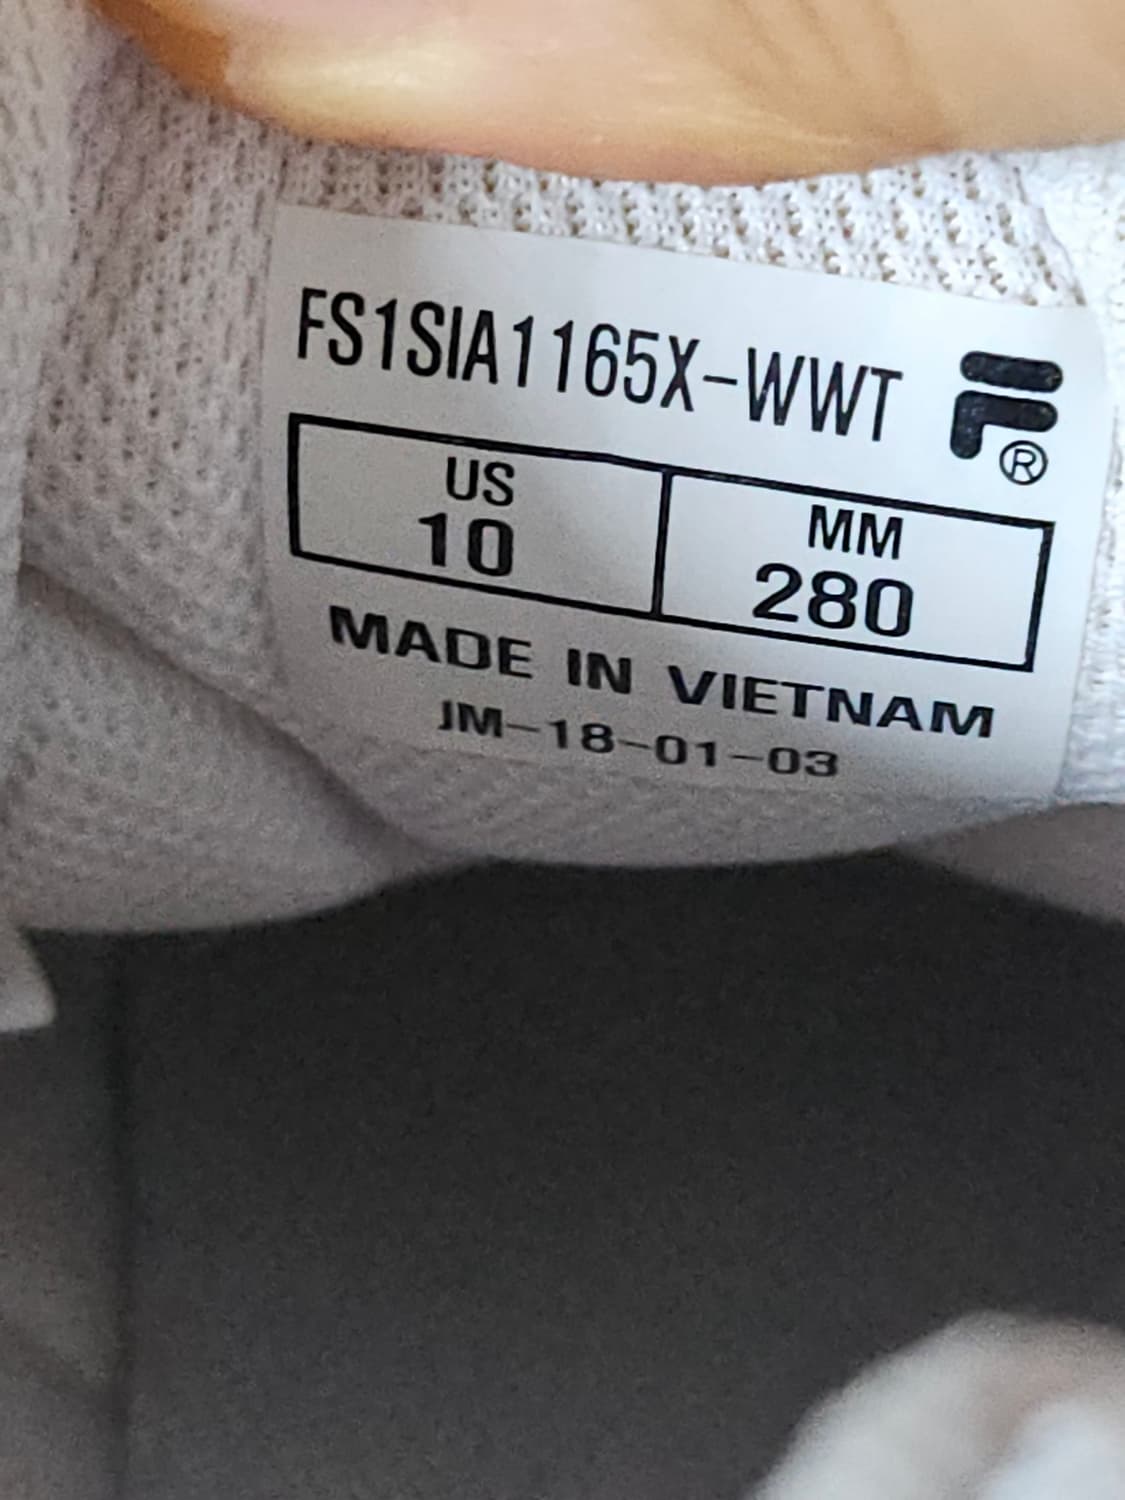 FS1SIA1165X-WWT
®
US
10
MM
280
MADE IN VIETNAM
JM-18-01-03